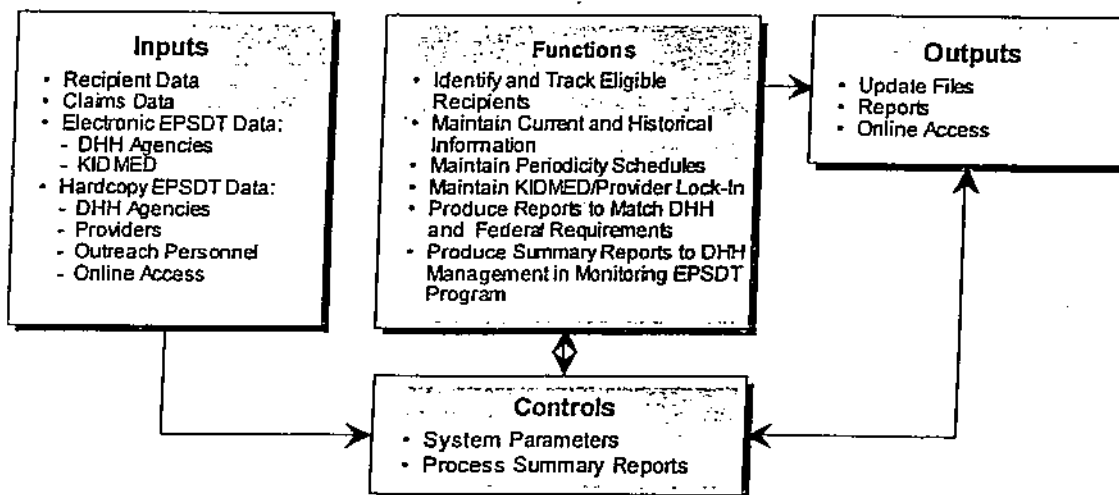 Inputs
• Recipient Data
• Claims Data
• Electronic EPSDT Data:
- DHH Agencies
- KIDMED
• Hardcopy EPSDT Data:
- DHH Agencies
- Providers
- Outreach Personnel
- Online Access
Functions
• Identify and Track Eligible
Recipients
• Maintain Current and Historical
Information
• Maintain Periodicity Schedules
• Maintain KIDMED/Provider Lock-In
• Produce Reports to Match DHH
and Federal Requirements
• Produce Summary Reports to DHH
Management in Monitoring EPSDT
Program
Outputs
• Update Files
• Reports
• Online Access
Controls
• System Parameters
• Process Summary Reports